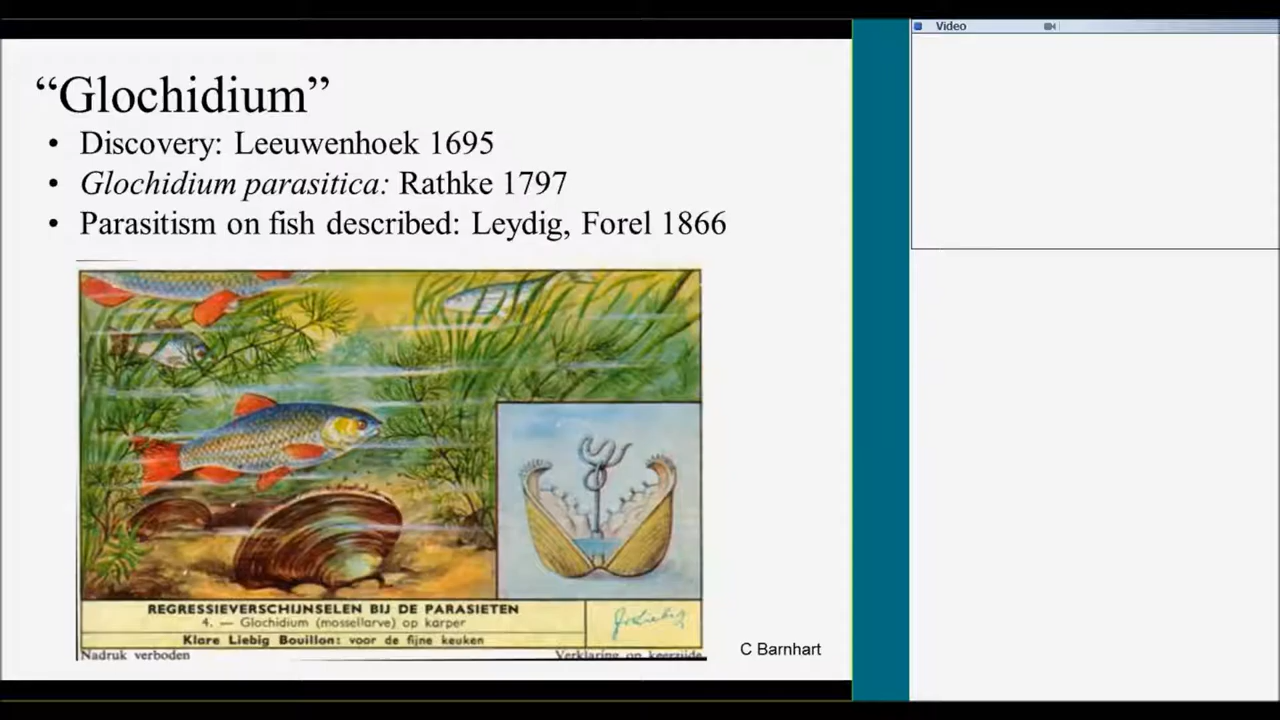 Video
“Glochidium”
• Discovery: Leeuwenhoek 1695
• Glochidium parasitica: Rathke 1797
• Parasitism on fish described: Leydig, Forel 1866
REGRESSIEVERSCHIJNSELEN BIJ DE PARASIETEN
4. — Glochidium (mossellarve) op karper
Klare Liebig Bouillon: voor de fijne keuken
J v Liebig
Nadruk verboden
Verklaring op keerzijde
C Barnhart